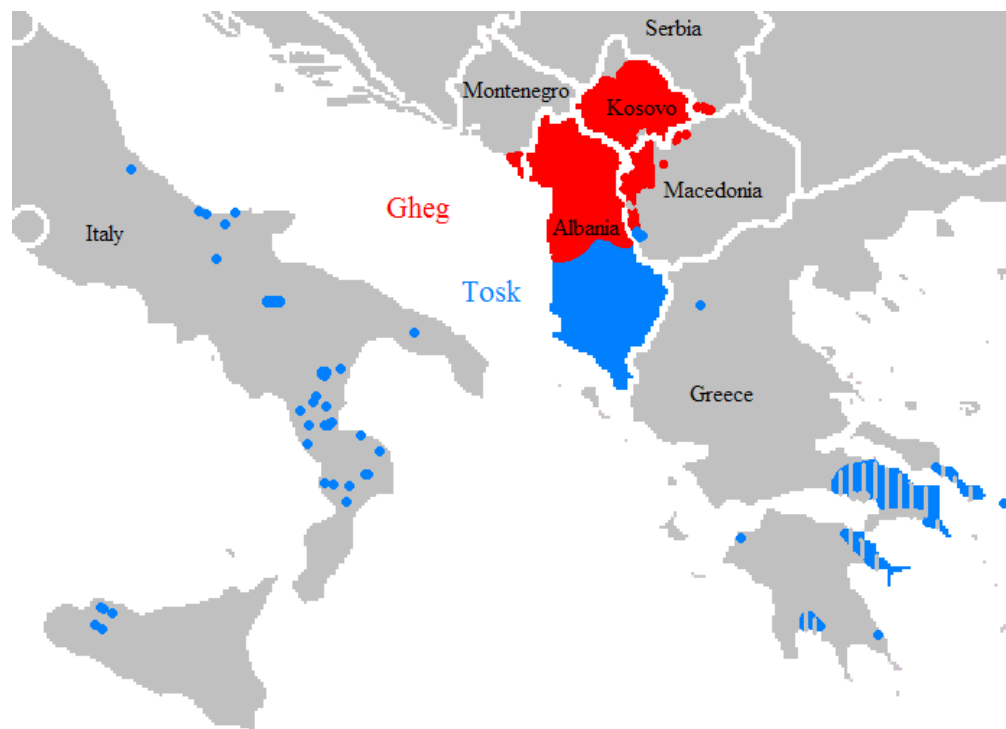 Serbia
Montenegro
Kosovo
Macedonia
Gheg
Albania
Italy
Tosk
Greece